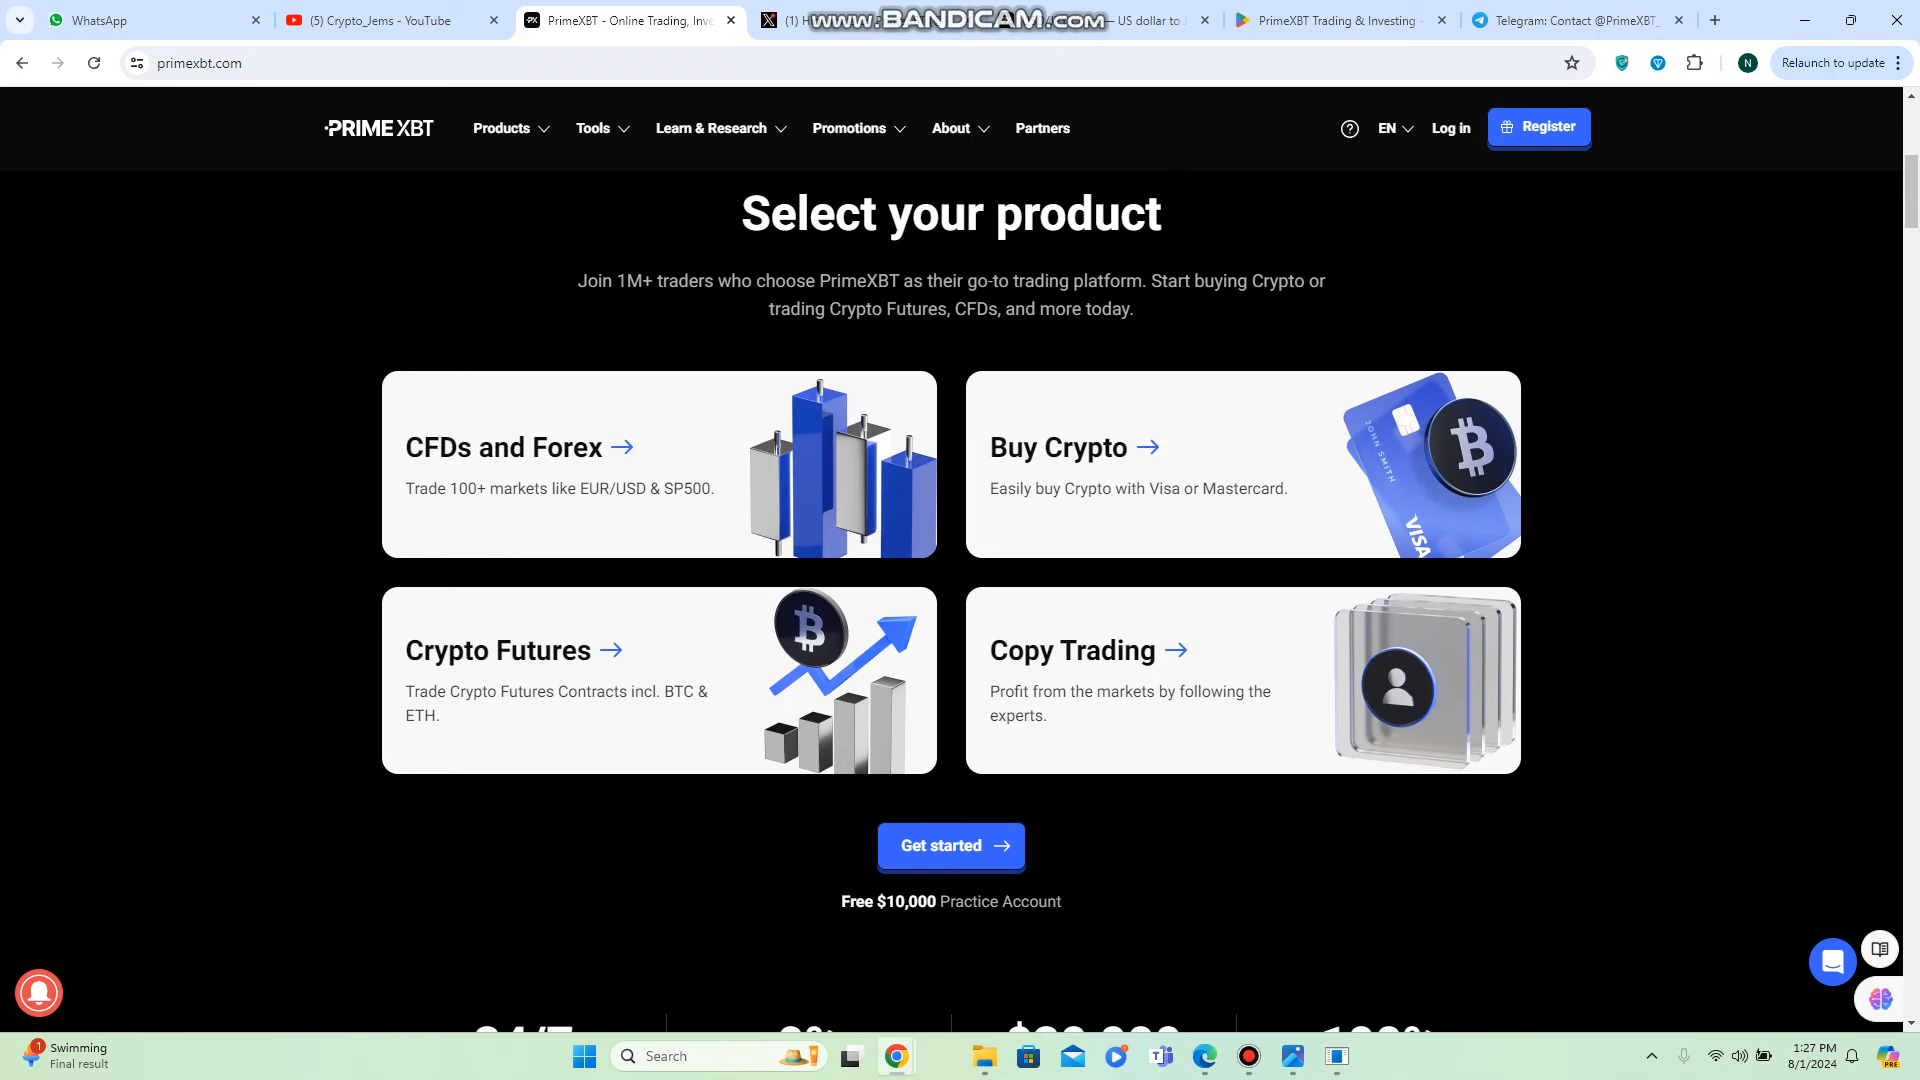 WhatsApp
(5) Crypto_Jems - YouTube
PrimeXBT - Online Trading, Inve
(1) H
www.BANDICAM.com
— US dollar to J
PrimeXBT Trading & Investing -
Telegram: Contact @PrimeXBT_
primexbt.com
N
Relaunch to update
PRIME XBT
Products
Tools
Learn & Research
Promotions
About
Partners
EN
Log in
Register
Select your product
Join 1M+ traders who choose PrimeXBT as their go-to trading platform. Start buying Crypto or
trading Crypto Futures, CFDs, and more today.
CFDs and Forex
Trade 100+ markets like EUR/USD & SP500.
Buy Crypto
Easily buy Crypto with Visa or Mastercard.
JOHN SMITH
VISA
Crypto Futures
Trade Crypto Futures Contracts incl. BTC &
ETH.
Copy Trading
Profit from the markets by following the
experts.
Get started
Free $10,000 Practice Account
24/7
1
Swimming
Final result
Search
1:27 PM
8/1/2024
PRE